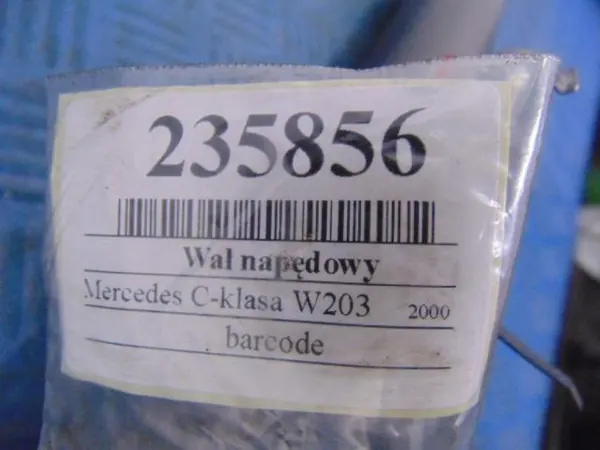 235856
Wał napędowy
Mercedes C-klasa W203 2000
barcode